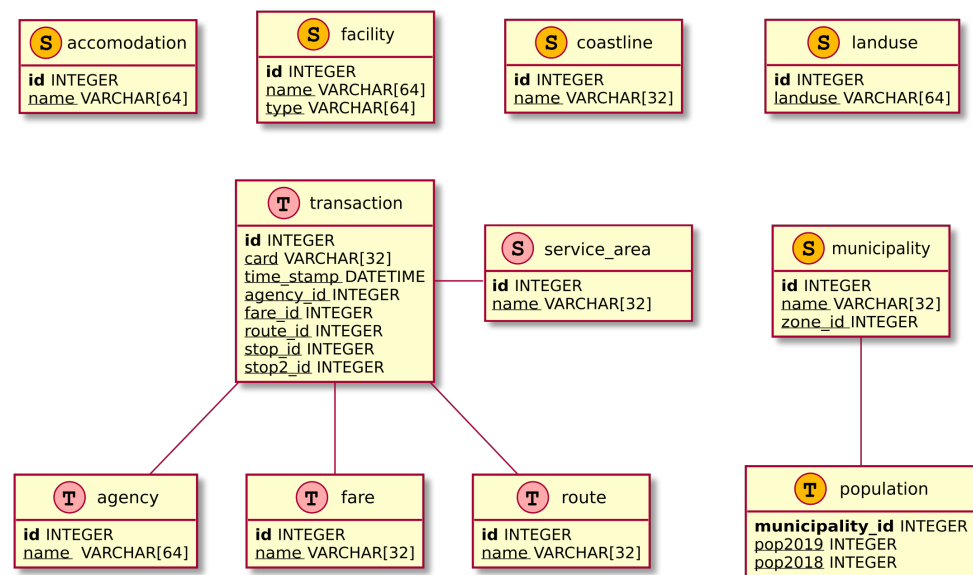 S accomodation
id INTEGER
name VARCHAR[64]
S facility
id INTEGER
name VARCHAR[64]
type VARCHAR[64]
S coastline
id INTEGER
name VARCHAR[32]
S landuse
id INTEGER
landuse VARCHAR[64]
T transaction
id INTEGER
card VARCHAR[32]
time_stamp DATETIME
agency_id INTEGER
fare_id INTEGER
route_id INTEGER
stop_id INTEGER
stop2_id INTEGER
S service_area
id INTEGER
name VARCHAR[32]
S municipality
id INTEGER
name VARCHAR[32]
zone_id INTEGER
T agency
id INTEGER
name VARCHAR[64]
T fare
id INTEGER
name VARCHAR[32]
T route
id INTEGER
name VARCHAR[32]
T population
municipality_id INTEGER
pop2019 INTEGER
pop2018 INTEGER